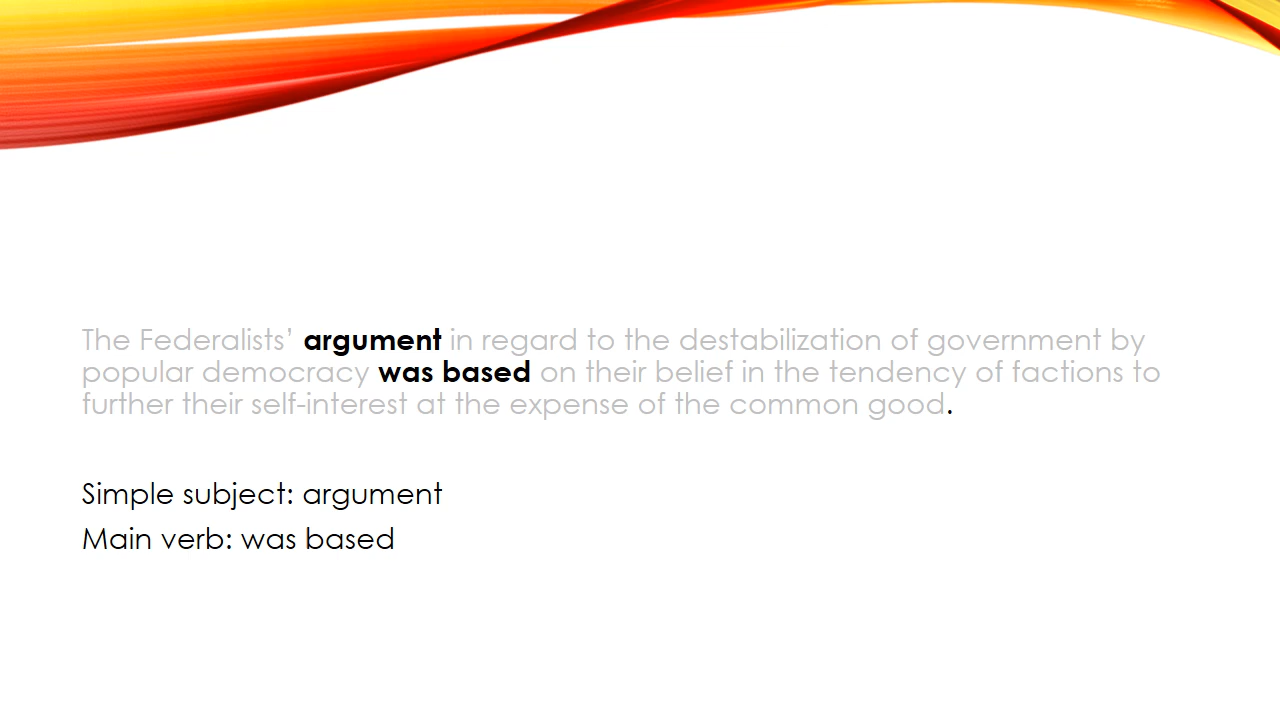 The Federalists’ argument in regard to the destabilization of government by
popular democracy was based on their belief in the tendency of factions to
further their self-interest at the expense of the common good.
Simple subject: argument
Main verb: was based